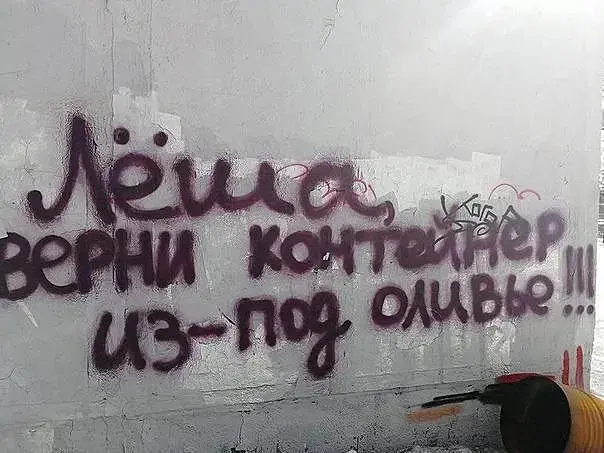 Лёша,
верни контейнер
из-под оливье!!!